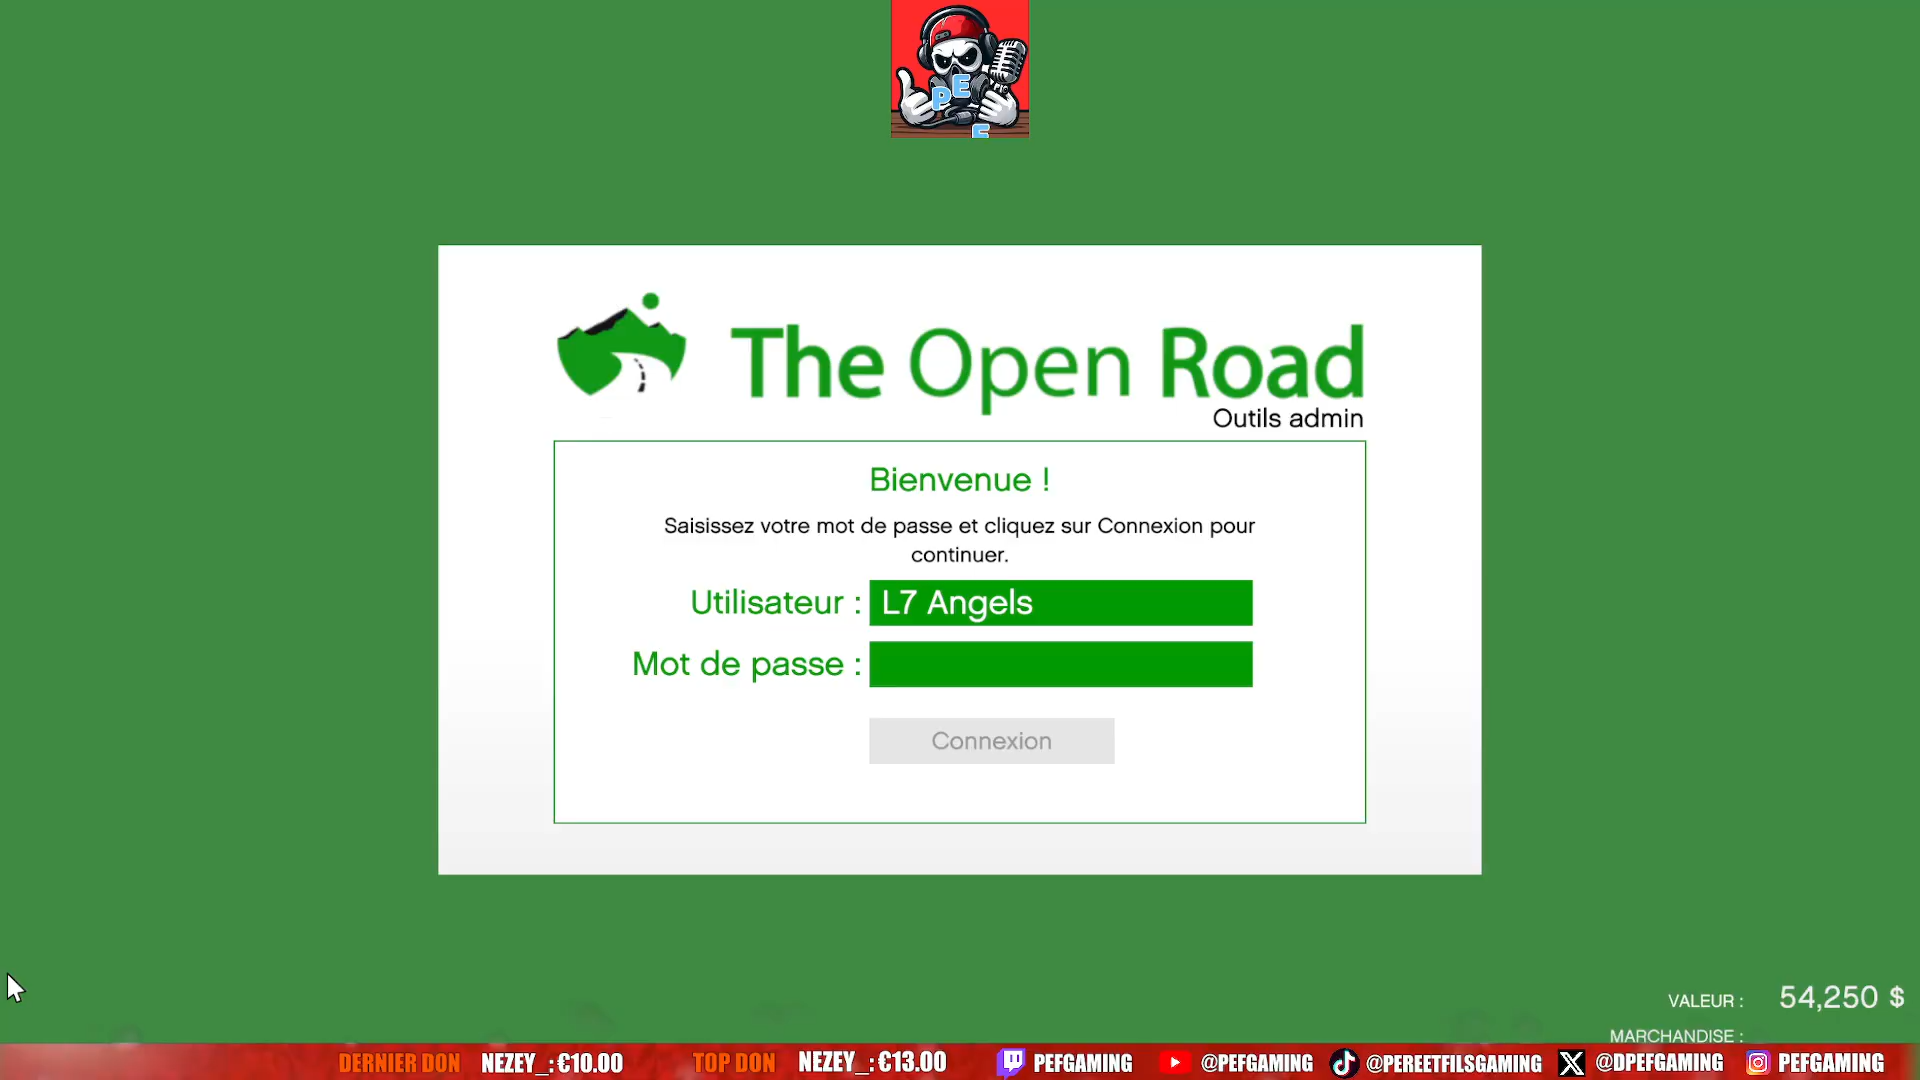 PE
F
The Open Road
Outils admin
Bienvenue !
Saisissez votre mot de passe et cliquez sur Connexion pour
continuer.
Utilisateur : L7 Angels
Mot de passe :
Connexion
VALEUR : 54,250 $
MARCHANDISE :
DERNIER DON NEZEY_: €10.00 TOP DON NEZEY_: €13.00 PEFGAMING @PEFGAMING @PEREETFILSGAMING @DPEFGAMING PEFGAMING